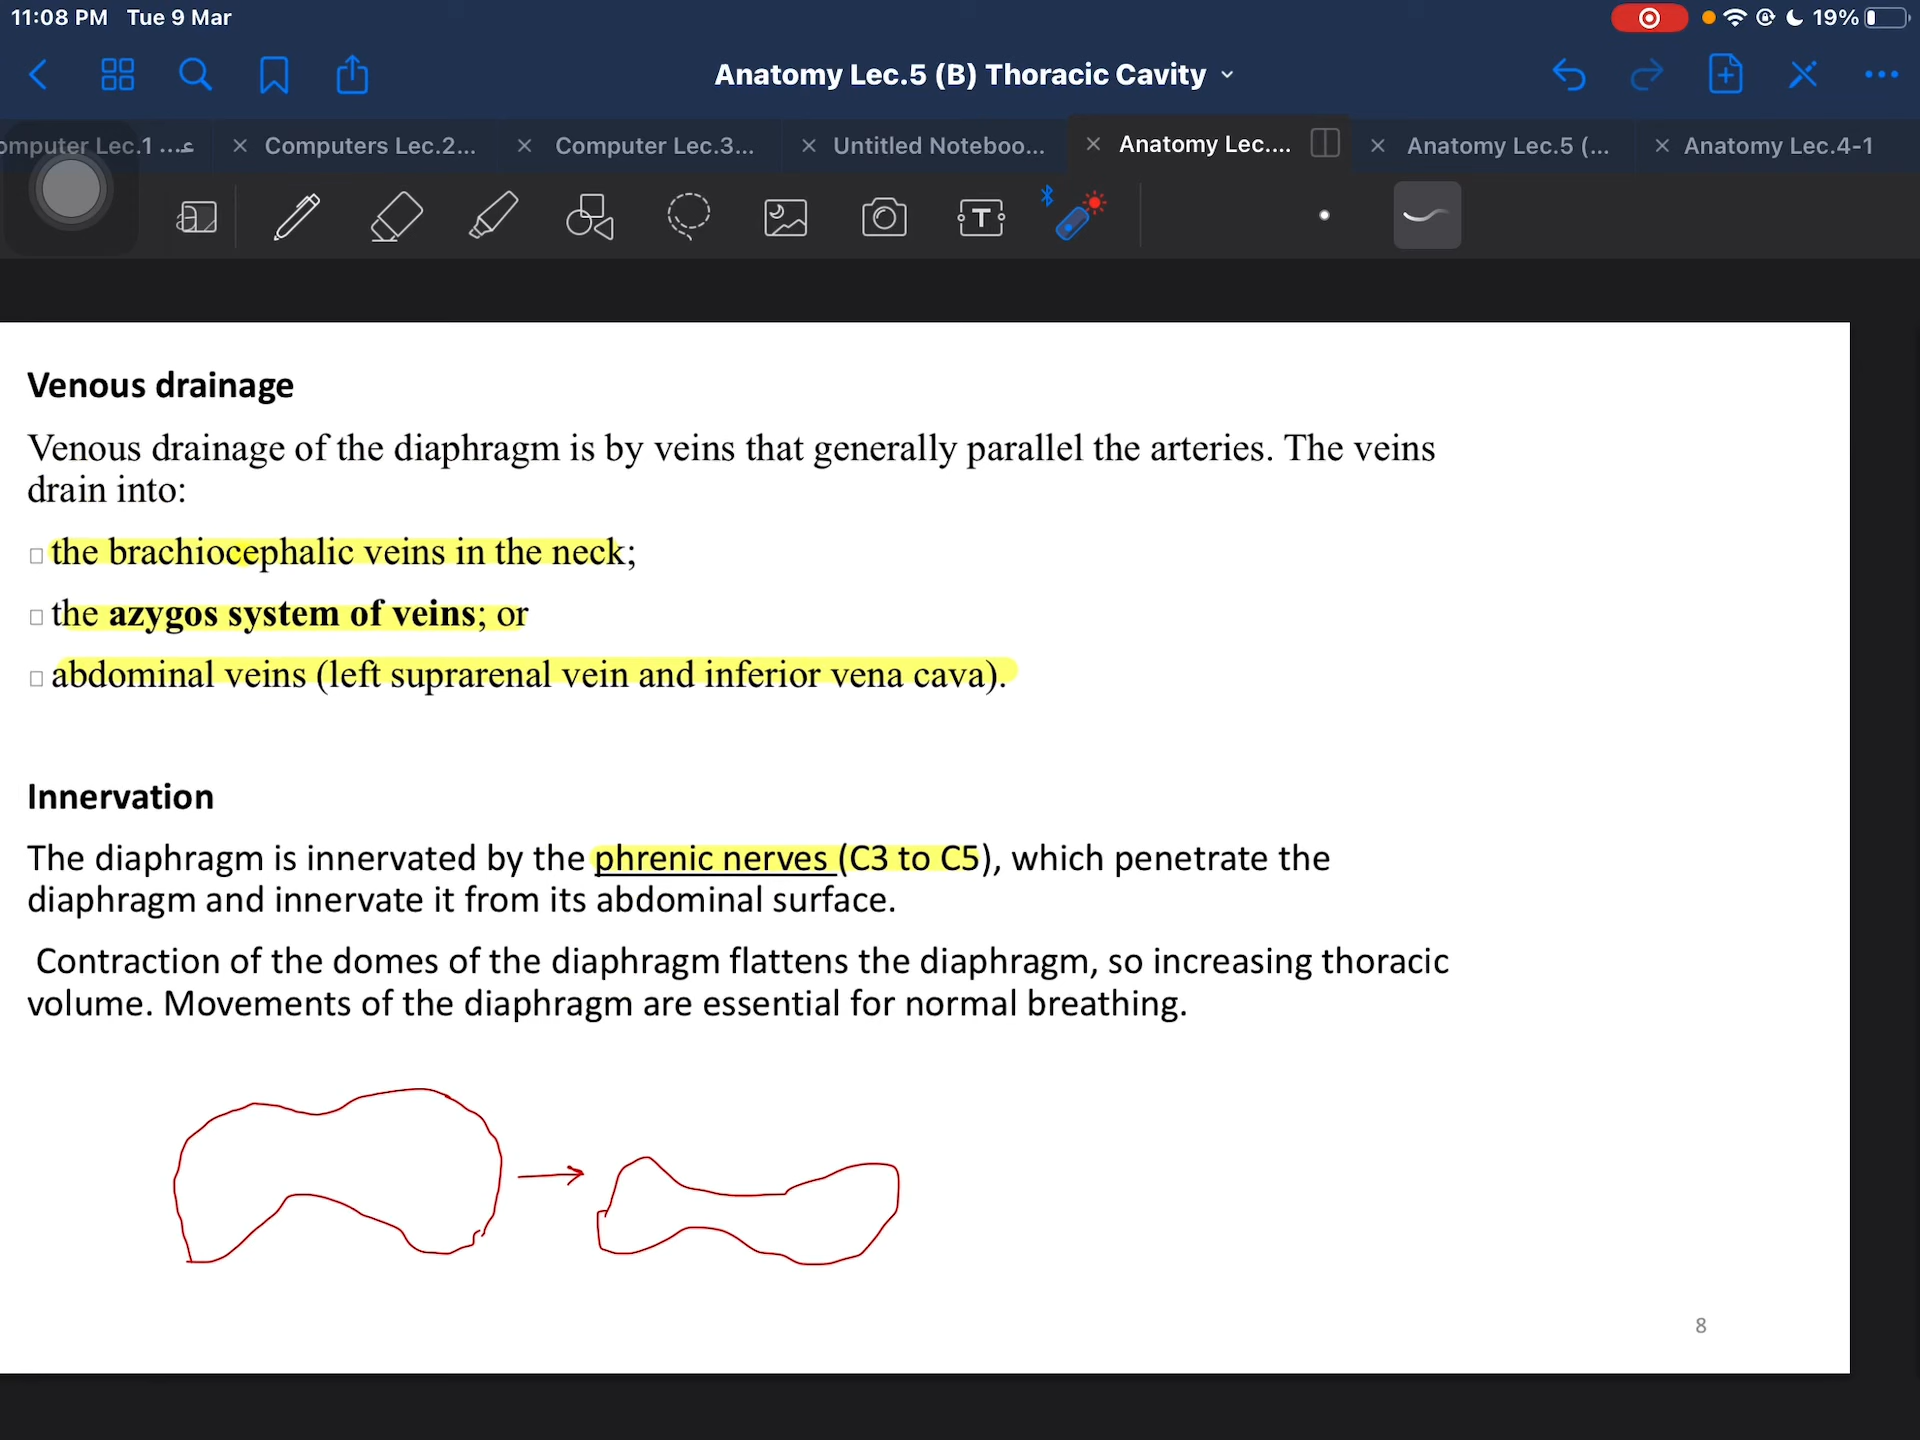 11:08 PM Tue 9 Mar
19%
Anatomy Lec.5 (B) Thoracic Cavity
omputer Lec.1 ...ع
Computers Lec.2...
Computer Lec.3...
Untitled Noteboo...
Anatomy Lec....
Anatomy Lec.5 (...
Anatomy Lec.4-1
Venous drainage
Venous drainage of the diaphragm is by veins that generally parallel the arteries. The veins
drain into:
the brachiocephalic veins in the neck;
the azygos system of veins; or
abdominal veins (left suprarenal vein and inferior vena cava).
Innervation
The diaphragm is innervated by the phrenic nerves (C3 to C5), which penetrate the
diaphragm and innervate it from its abdominal surface.
Contraction of the domes of the diaphragm flattens the diaphragm, so increasing thoracic
volume. Movements of the diaphragm are essential for normal breathing.
8